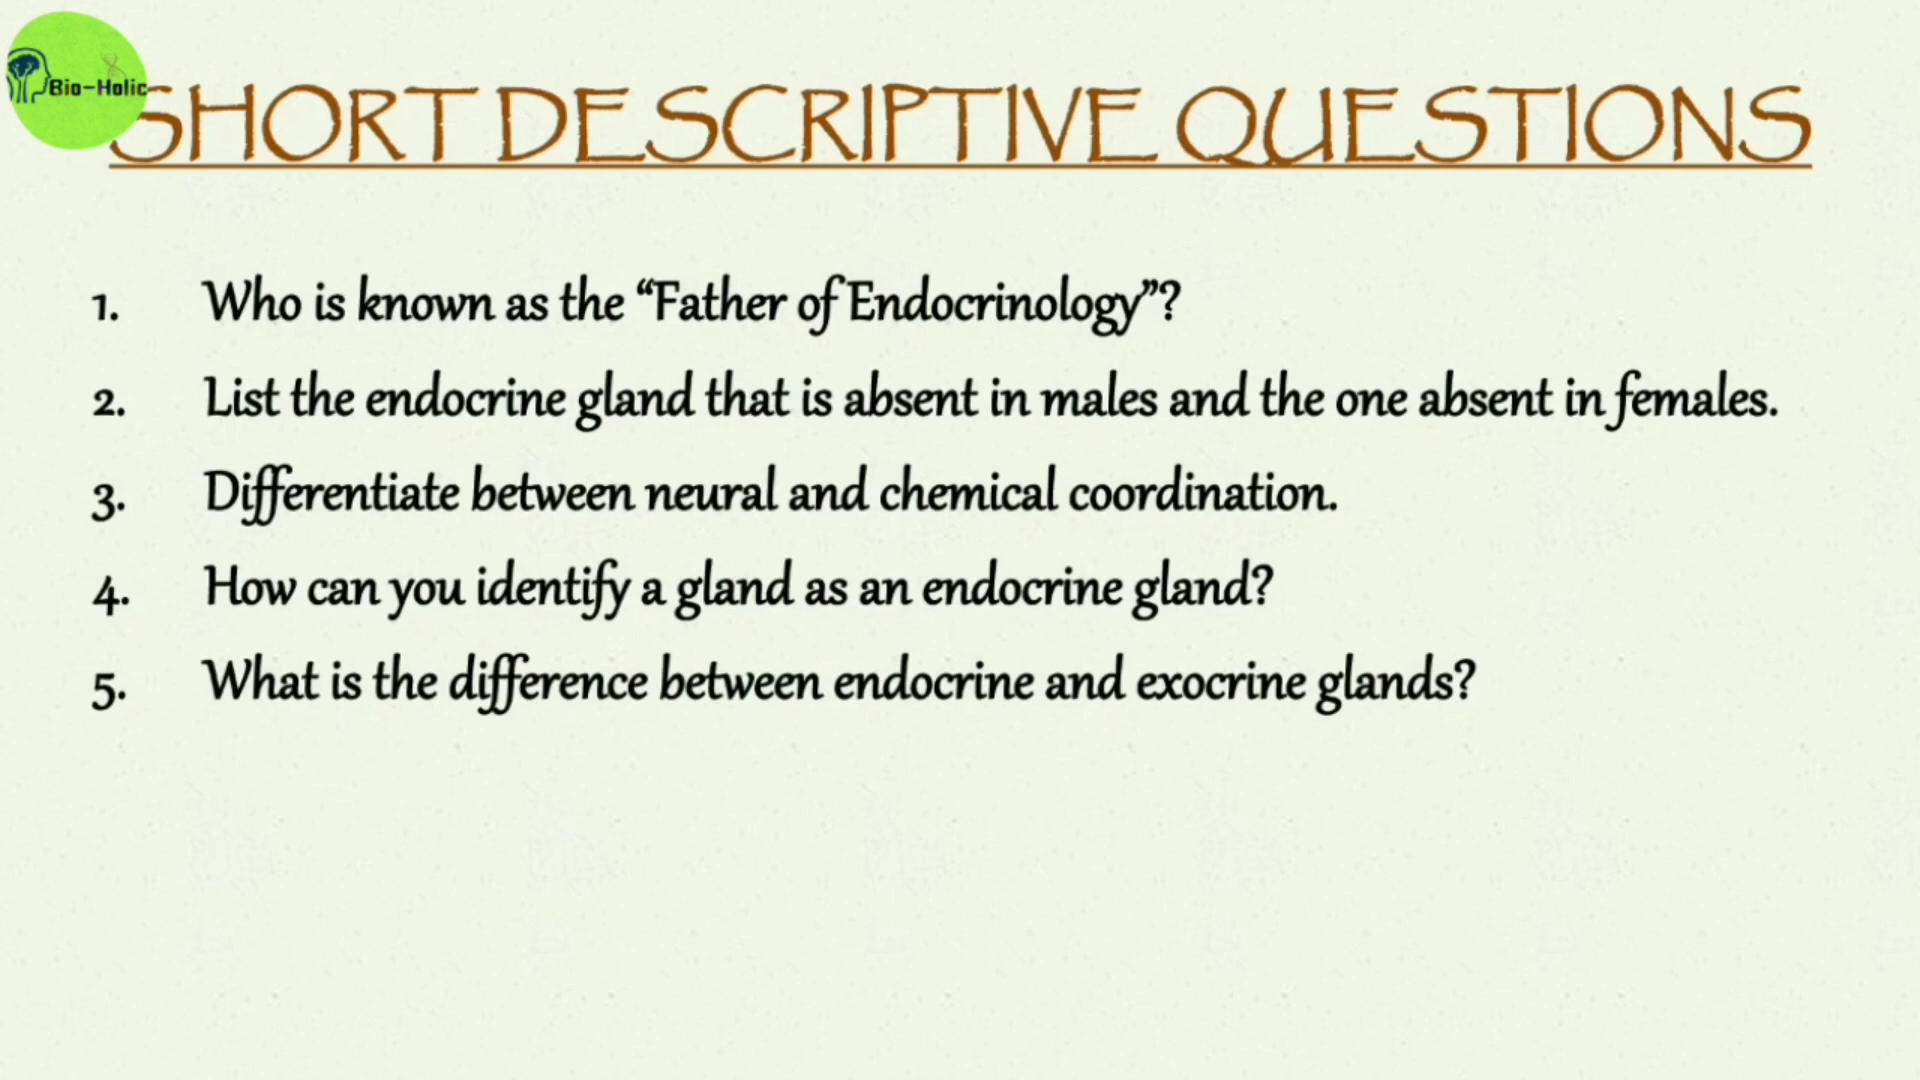 Bio-Holic
SHORT DESCRIPTIVE QUESTIONS
1. Who is known as the “Father of Endocrinology”?
2. List the endocrine gland that is absent in males and the one absent in females.
3. Differentiate between neural and chemical coordination.
4. How can you identify a gland as an endocrine gland?
5. What is the difference between endocrine and exocrine glands?